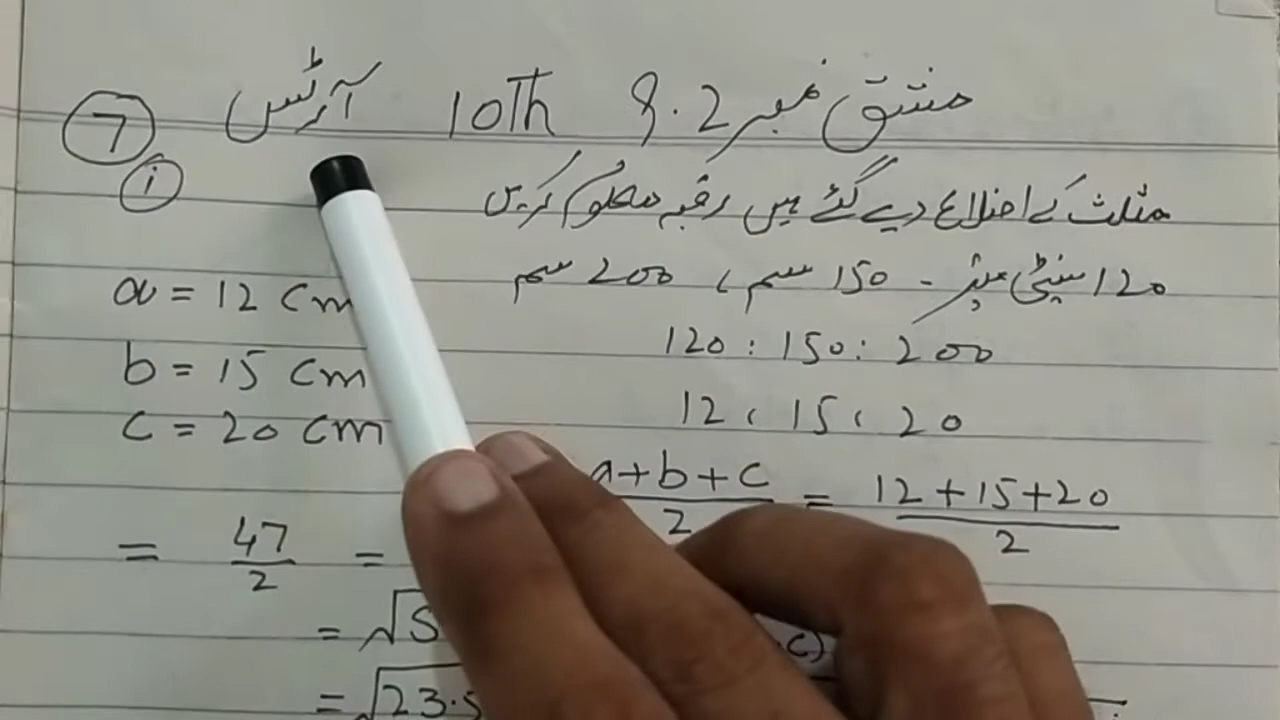 مشق نمبر 9.2 10Th آرٹس
7
i
مثلث کے اضلاع دیے گئے ہیں رقبہ معلوم کریں
120 سینٹی میٹر - 150 سم ، 200 سم
a = 12 cm
120 : 150 : 200
b = 15 cm
12 ، 15 ، 20
c = 20 cm
a+b+c/2 = 12+15+20/2
= 47/2 =
= √S c)
= √23.5